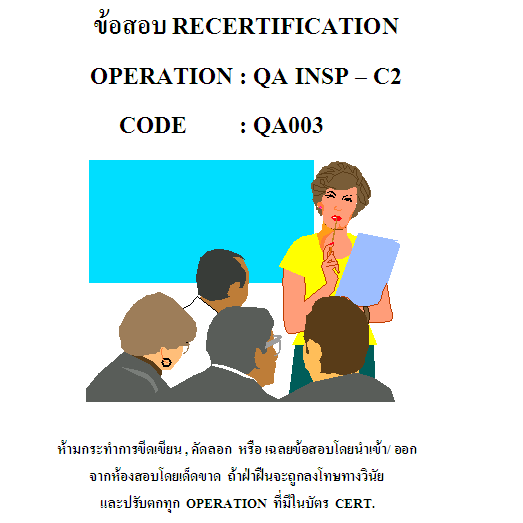 ข้อสอบ RECERTIFICATION
OPERATION : QA INSP – C2
CODE : QA003
ห้ามกระทำการขีดเขียน , คัดลอก หรือ เฉลยข้อสอบโดยนำเข้า/ ออก
จากห้องสอบโดยเด็ดขาด ถ้าฝ่าฝืนจะถูกลงโทษทางวินัย
และปรับตกทุก OPERATION ที่มีในบัตร CERT.